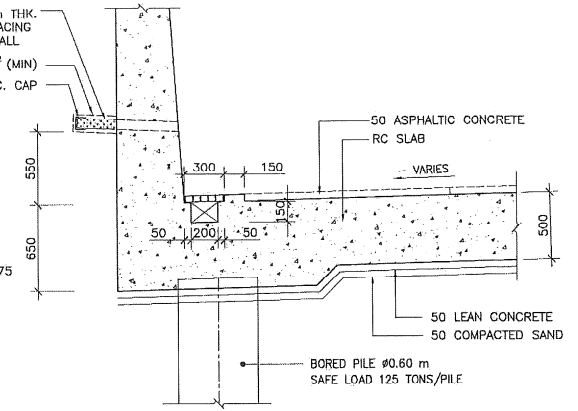 THK.
ACING
ALL
(MIN)
C. CAP
50 ASPHALTIC CONCRETE
RC SLAB
300
150
VARIES
550
150
50
200
50
500
650
75
50 LEAN CONCRETE
50 COMPACTED SAND
BORED PILE ø0.60 m
SAFE LOAD 125 TONS/PILE